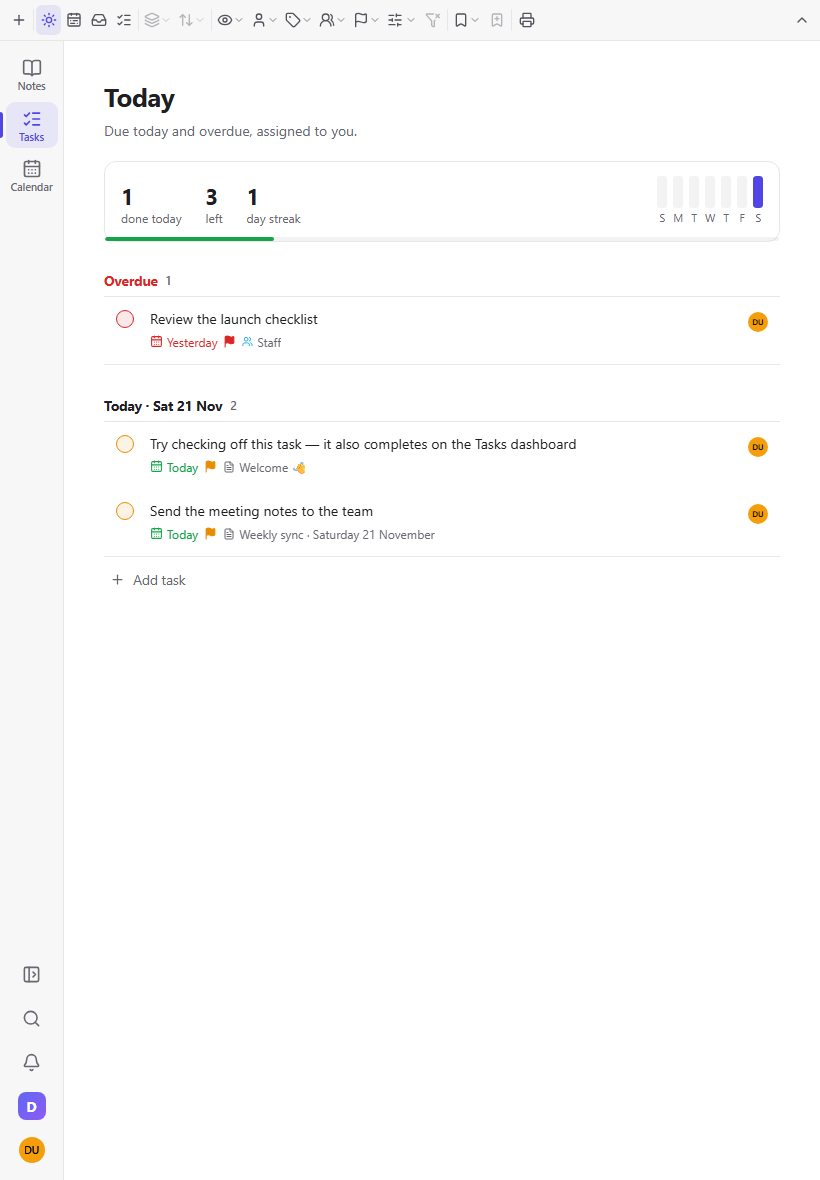 Notes
Tasks
Calendar
Today
Due today and overdue, assigned to you.
1 3 1
done today left day streak
S M T W T F S
Overdue 1
Review the launch checklist
DU
Yesterday Staff
Today · Sat 21 Nov 2
Try checking off this task — it also completes on the Tasks dashboard
DU
Today Welcome 👋
Send the meeting notes to the team
DU
Today Weekly sync · Saturday 21 November
Add task
D
DU